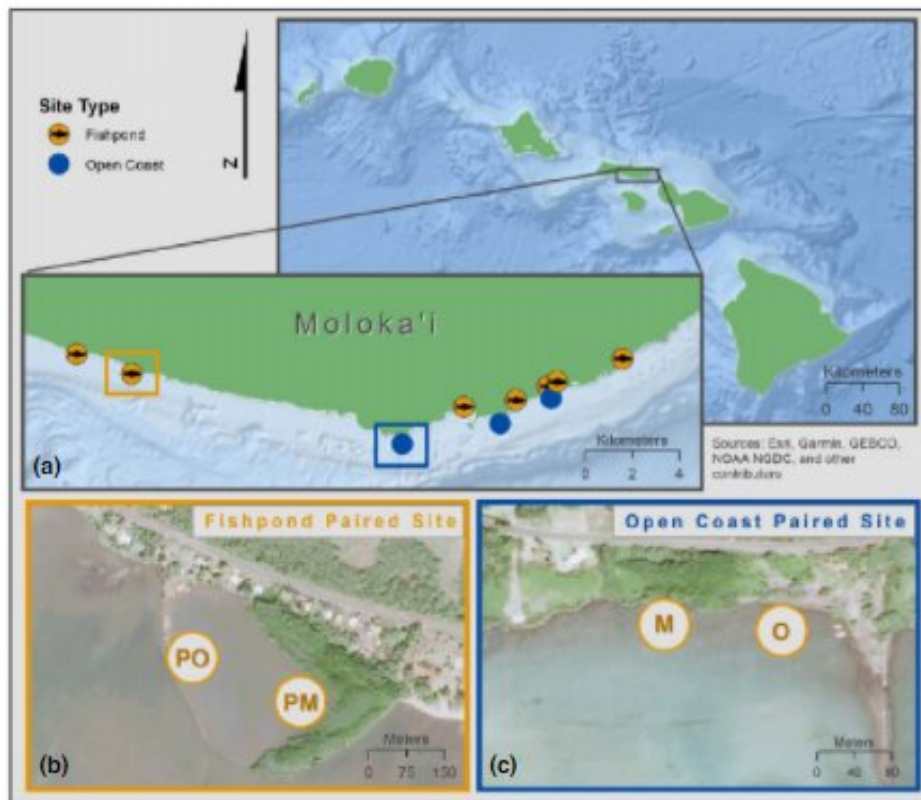 Site Type
Fishpond
Open Coast
N
Kilometers
0 40 80
Moloka'i
Kilometers
0 2 4
(a)
Sources: Esri, Garmin, GEBCO,
NOAA NGDC, and other
contributors
Fishpond Paired Site
PO
PM
Meters
0 75 150
(b)
Open Coast Paired Site
M
O
Meters
0 40 80
(c)